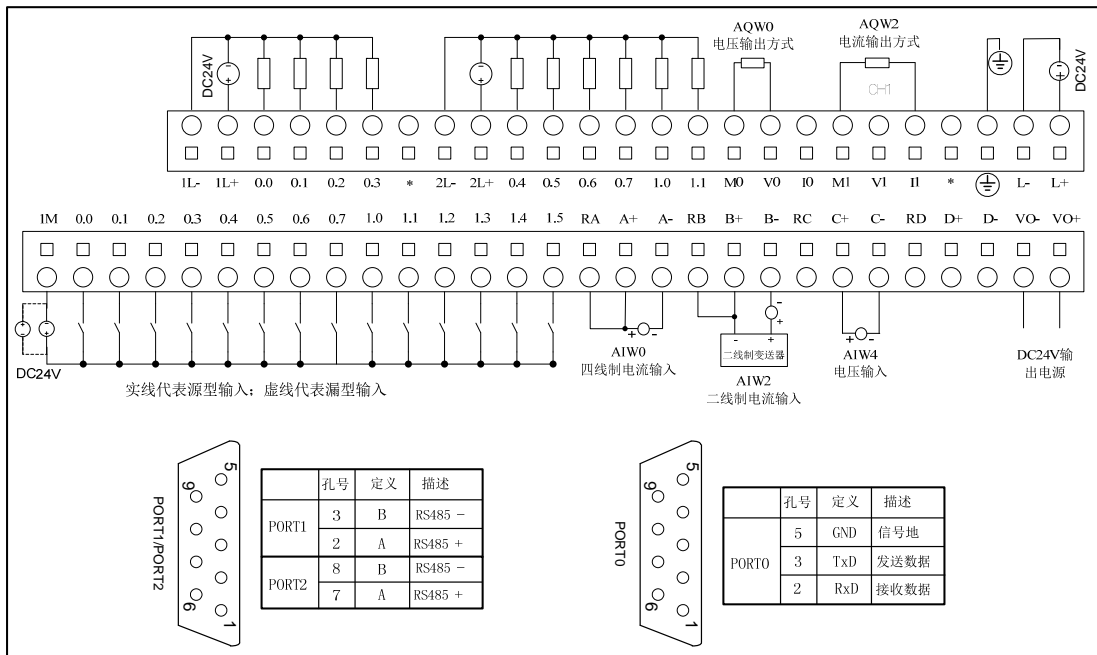 AQW0
电压输出方式
AQW2
电流输出方式
DC24V
DC24V
CH1
1L- 1L+ 0.0 0.1 0.2 0.3 * 2L- 2L+ 0.4 0.5 0.6 0.7 1.0 1.1 M0 V0 I0 M1 V1 I1 * L- L+
1M 0.0 0.1 0.2 0.3 0.4 0.5 0.6 0.7 1.0 1.1 1.2 1.3 1.4 1.5 RA A+ A- RB B+ B- RC C+ C- RD D+ D- VO- VO+
DC24V
实线代表源型输入；虚线代表漏型输入
AIW0
四线制电流输入
二线制变送器
AIW2
二线制电流输入
AIW4
电压输入
DC24V输
出电源
PORT1/PORT2
5
9
6
1
孔号 定义 描述
PORT1 3 B RS485 -
2 A RS485 +
PORT2 8 B RS485 -
7 A RS485 +
PORT0
5
9
6
1
孔号 定义 描述
5 GND 信号地
PORT0 3 TxD 发送数据
2 RxD 接收数据